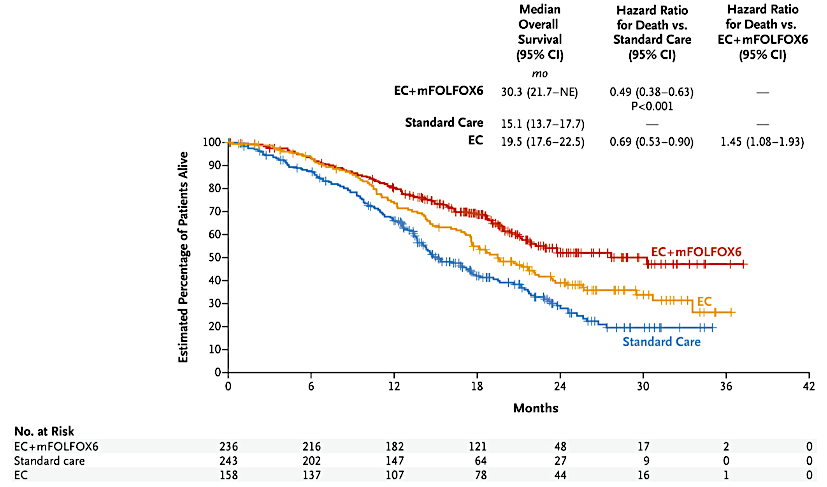 Median Overall Survival (95% CI)
Hazard Ratio for Death vs. Standard Care (95% CI)
Hazard Ratio for Death vs. EC+mFOLFOX6 (95% CI)
mo
EC+mFOLFOX6 30.3 (21.7–NE) 0.49 (0.38–0.63) —
P<0.001
Standard Care 15.1 (13.7–17.7) — —
EC 19.5 (17.6–22.5) 0.69 (0.53–0.90) 1.45 (1.08–1.93)
Estimated Percentage of Patients Alive
100
90
80
70
60
50
40
30
20
10
0
EC+mFOLFOX6
EC
Standard Care
0 6 12 18 24 30 36 42
Months
No. at Risk
EC+mFOLFOX6 236 216 182 121 48 17 2 0
Standard care 243 202 147 64 27 9 0 0
EC 158 137 107 78 44 16 1 0